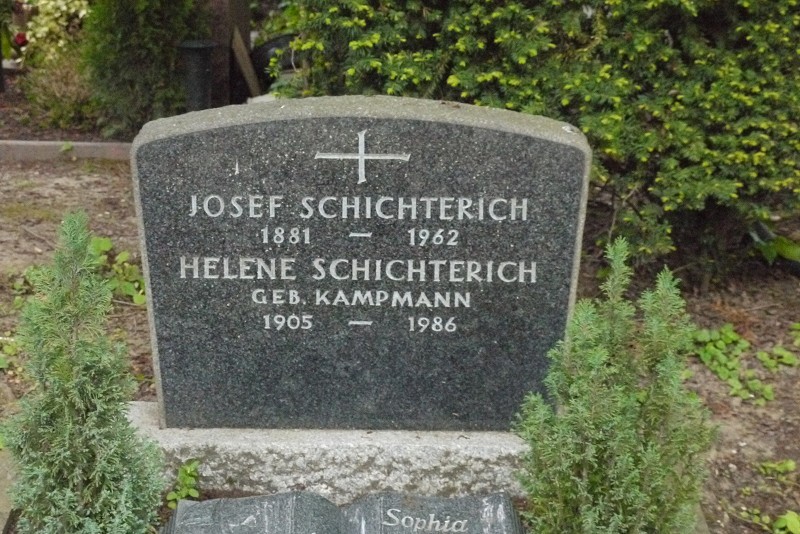 JOSEF SCHICHTERICH
1881 — 1962
HELENE SCHICHTERICH
GEB. KAMPMANN
1905 — 1986
Sophia